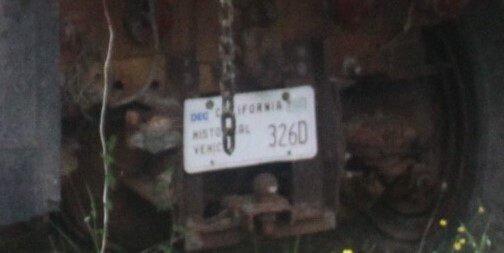 DEC CALIFORNIA
HISTORICAL
VEHICLE 326D